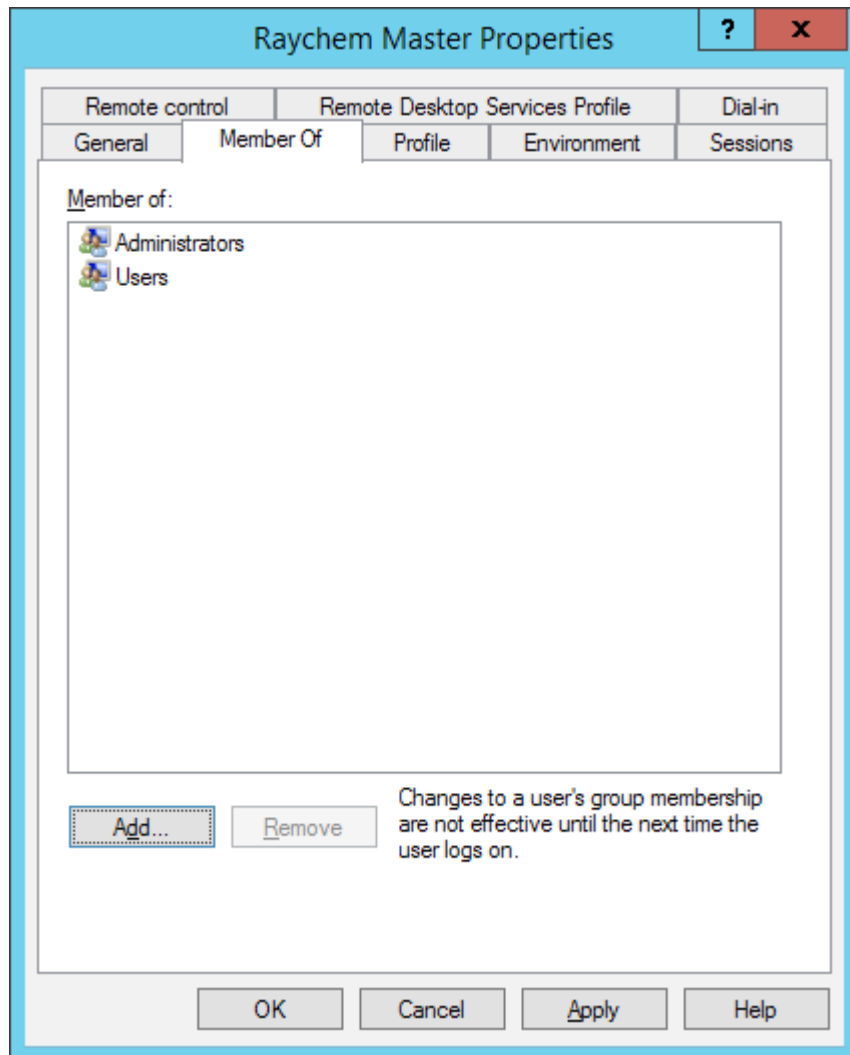 Raychem Master Properties
? x
Remote control Remote Desktop Services Profile Dial-in
General Member Of Profile Environment Sessions
Member of:
Administrators
Users
Add... Remove
Changes to a user's group membership
are not effective until the next time the
user logs on.
OK Cancel Apply Help